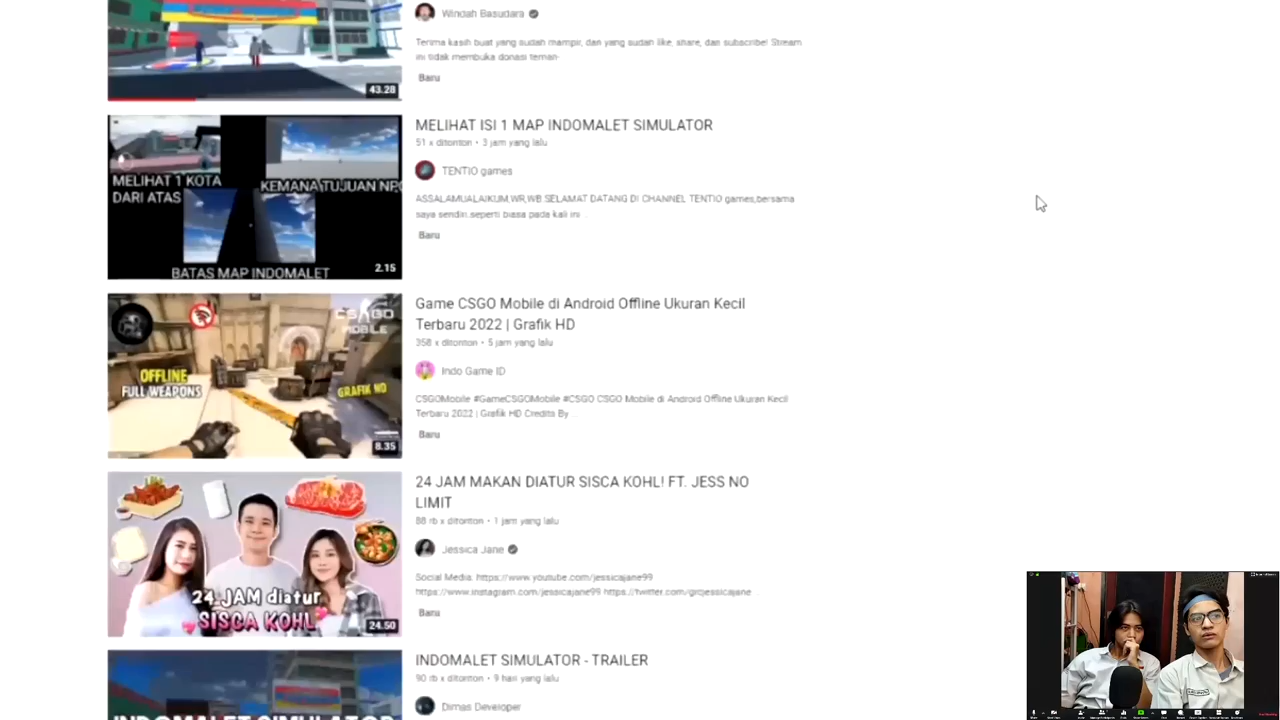 Windah Basudara
Terima kasih buat yang sudah mampir, dan yang sudah like, share, dan subscribe! Stream
ini tidak membuka donasi teman-
Baru
43.28
MELIHAT ISI 1 MAP INDOMALET SIMULATOR
51 x ditonton • 3 jam yang lalu
TENTIO games
ASSALAMUALAIKUM,WR,WB SELAMAT DATANG DI CHANNEL TENTIO games,bersama
saya sendiri.seperti biasa pada kali ini ..
Baru
MELIHAT 1 KOTA
DARI ATAS
KEMANA TUJUAN NPC
BATAS MAP INDOMALET
2.15
Game CSGO Mobile di Android Offline Ukuran Kecil
Terbaru 2022 | Grafik HD
358 x ditonton • 5 jam yang lalu
Indo Game ID
CSGOMobile #GameCSGOMobile #CSGO CSGO Mobile di Android Offline Ukuran Kecil
Terbaru 2022 | Grafik HD Credits By ...
Baru
CS GO
MOBILE
OFFLINE
FULL WEAPONS
GRAFIK HD
8.35
24 JAM MAKAN DIATUR SISCA KOHL! FT. JESS NO
LIMIT
88 rb x ditonton • 1 jam yang lalu
Jessica Jane
Social Media. https://www.youtube.com/jessicajane99
https://www.instagram.com/jessicajane99 https://twitter.com/grcjessicajane ...
Baru
24 JAM diatur
SISCA KOHL
24.50
INDOMALET SIMULATOR - TRAILER
90 rb x ditonton • 9 hari yang lalu
Dimas Developer
INDOMALET SIMULATOR